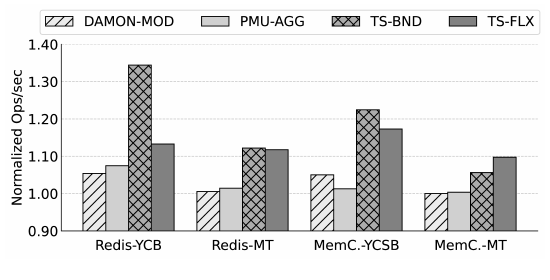 DAMON-MOD PMU-AGG TS-BND TS-FLX
Normalized Ops/sec
1.40
1.30
1.20
1.10
1.00
0.90
Redis-YCB Redis-MT MemC.-YCSB MemC.-MT